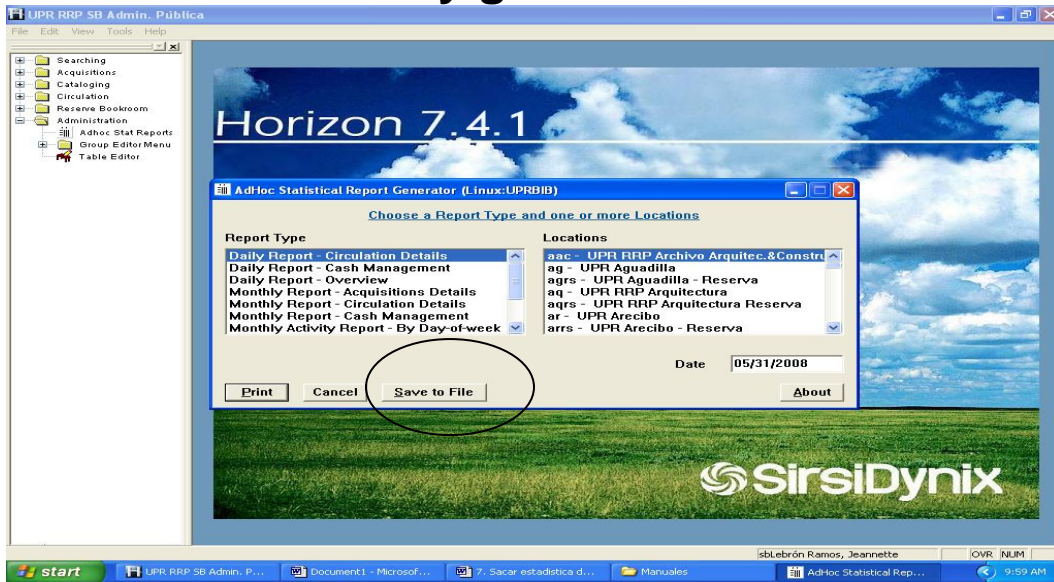 UPR RRP SB Admin. Pública
File Edit View Tools Help
Searching
Acquisitions
Cataloging
Circulation
Reserve Bookroom
Administration
Adhoc Stat Reports
Group Editor Menu
Table Editor
Horizon 7.4.1
AdHoc Statistical Report Generator (Linux:UPRBIB)
Choose a Report Type and one or more Locations
Report Type
Daily Report - Circulation Details
Daily Report - Cash Management
Daily Report - Overview
Monthly Report - Acquisitions Details
Monthly Report - Circulation Details
Monthly Report - Cash Management
Monthly Activity Report - By Day-of-week
Locations
aac - UPR RRP Archivo Arquitec.&Constru
ag - UPR Aguadilla
agrs - UPR Aguadilla - Reserva
aq - UPR RRP Arquitectura
aqrs - UPR RRP Arquitectura Reserva
ar - UPR Arecibo
arrs - UPR Arecibo - Reserva
Date 05/31/2008
Print Cancel Save to File About
SirsiDynix
sbLebrón Ramos, Jeannette OVR NUM
start UPR RRP SB Admin. P... Document1 - Microsof... 7. Sacar estadistica d... Manuales AdHoc Statistical Rep... 9:59 AM